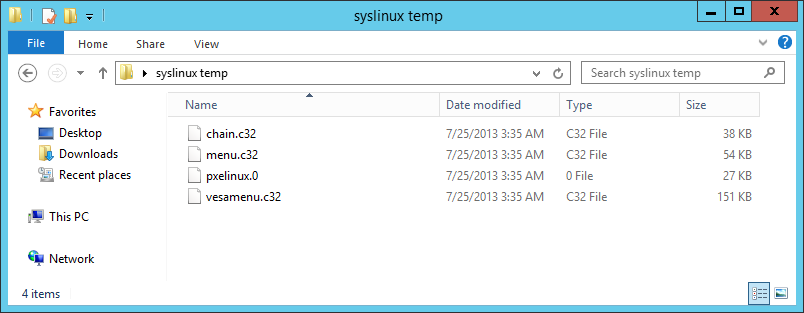 syslinux temp
File Home Share View
syslinux temp
Search syslinux temp
Favorites
Desktop
Downloads
Recent places
This PC
Network
Name Date modified Type Size
chain.c32 7/25/2013 3:35 AM C32 File 38 KB
menu.c32 7/25/2013 3:35 AM C32 File 54 KB
pxelinux.0 7/25/2013 3:35 AM 0 File 27 KB
vesamenu.c32 7/25/2013 3:35 AM C32 File 151 KB
4 items